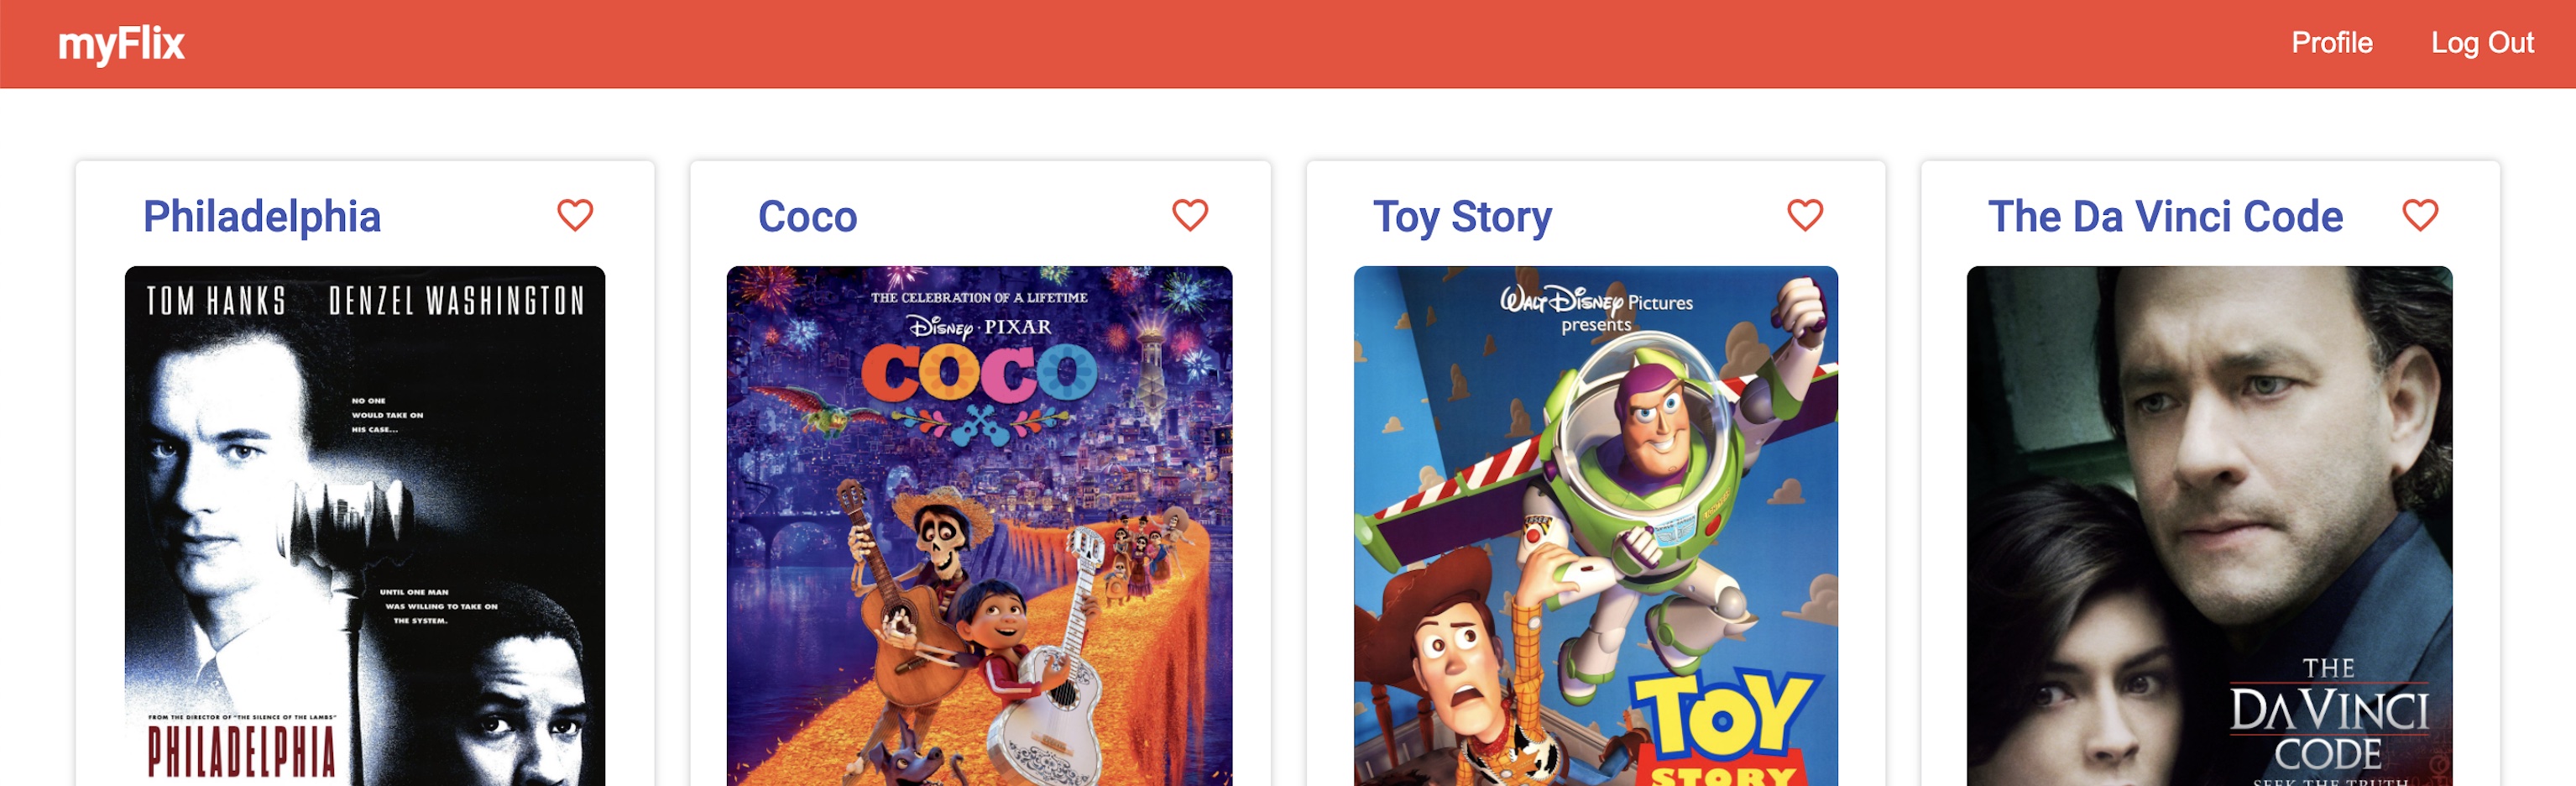 myFlix
Profile
Log Out
Philadelphia
TOM HANKS DENZEL WASHINGTON
NO ONE
WOULD TAKE ON
HIS CASE...
UNTIL ONE MAN
WAS WILLING TO TAKE ON
THE SYSTEM.
FROM THE DIRECTOR OF "THE SILENCE OF THE LAMBS"
PHILADELPHIA
Coco
THE CELEBRATION OF A LIFETIME
DISNEY · PIXAR
COCO
Toy Story
WALT DISNEY Pictures
presents
LASER
TOY
STORY
The Da Vinci Code
THE
DA VINCI
CODE
SEEK THE TRUTH